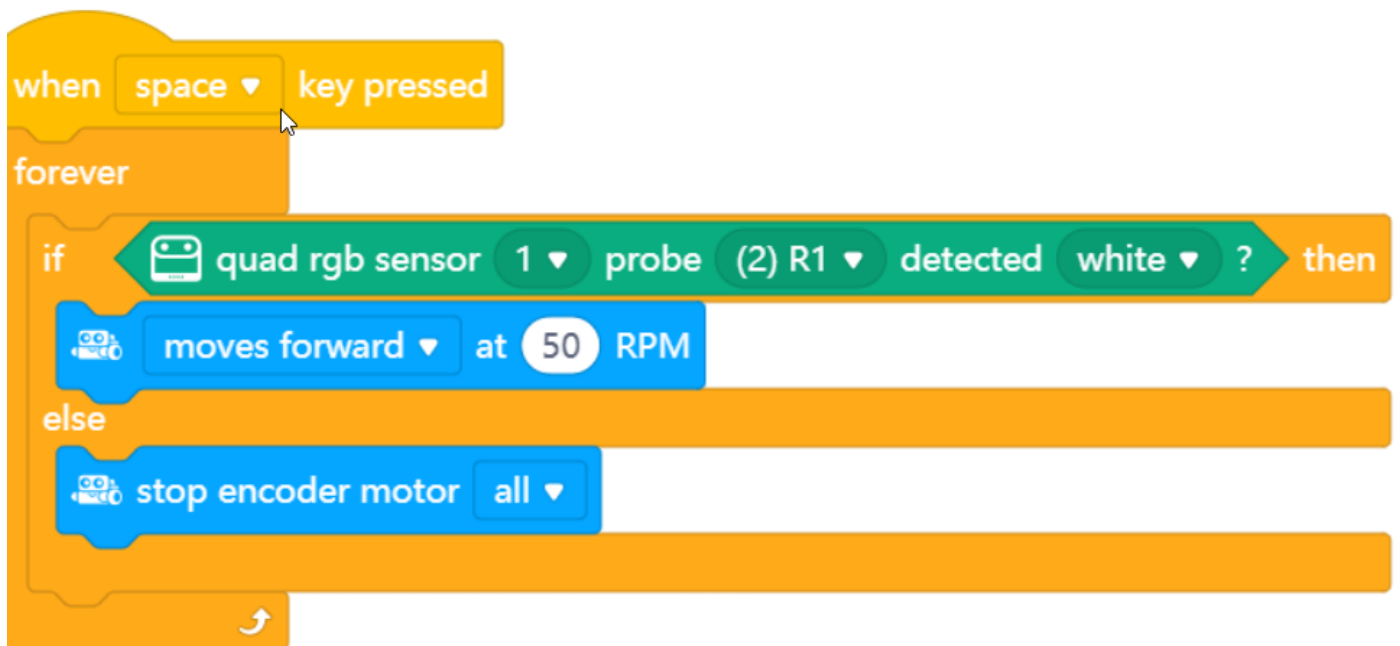 when space key pressed
forever
if quad rgb sensor 1 probe (2) R1 detected white ? then
moves forward at 50 RPM
else
stop encoder motor all